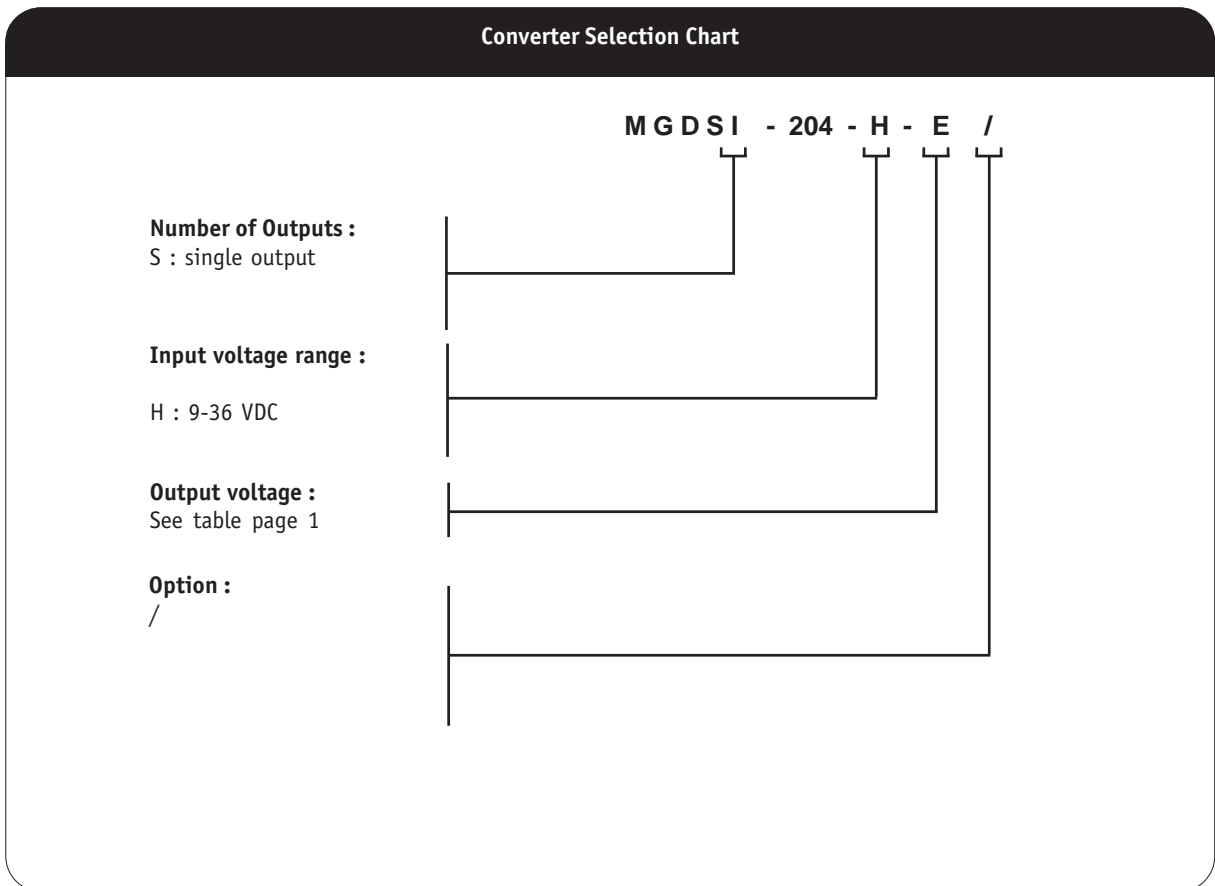 Converter Selection Chart
MGDSI - 204 - H - E /
Number of Outputs :
S : single output
Input voltage range :
H : 9-36 VDC
Output voltage :
See table page 1
Option :
/